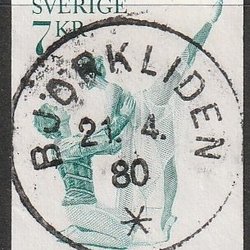 SVERIGE
7 KR
BJÖRKLIDEN
21. 4.
80